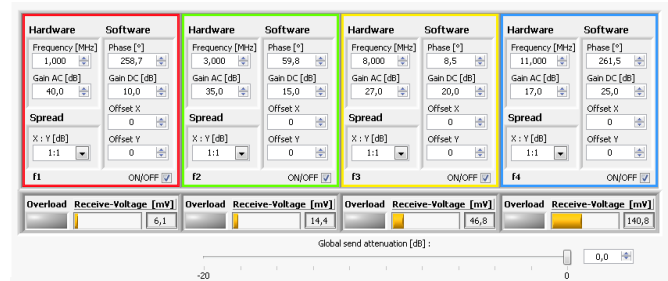 Hardware Software Hardware Software Hardware Software Hardware Software
Frequency [MHz] Phase [°] Frequency [MHz] Phase [°] Frequency [MHz] Phase [°] Frequency [MHz] Phase [°]
1,000 258,7 3,000 59,8 8,000 8,5 11,000 261,5
Gain AC [dB] Gain DC [dB] Gain AC [dB] Gain DC [dB] Gain AC [dB] Gain DC [dB] Gain AC [dB] Gain DC [dB]
40,0 10,0 35,0 15,0 27,0 20,0 17,0 25,0
Offset X Offset X Offset X Offset X
Spread 0 Spread 0 Spread 0 Spread 0
X : Y [dB] Offset Y X : Y [dB] Offset Y X : Y [dB] Offset Y X : Y [dB] Offset Y
1:1 0 1:1 0 1:1 0 1:1 0
f1 ON/OFF f2 ON/OFF f3 ON/OFF f4 ON/OFF
Overload Receive-Voltage [mV] Overload Receive-Voltage [mV] Overload Receive-Voltage [mV] Overload Receive-Voltage [mV]
6,1 14,4 46,8 140,8
Global send attenuation [dB] :
0,0
-20 0